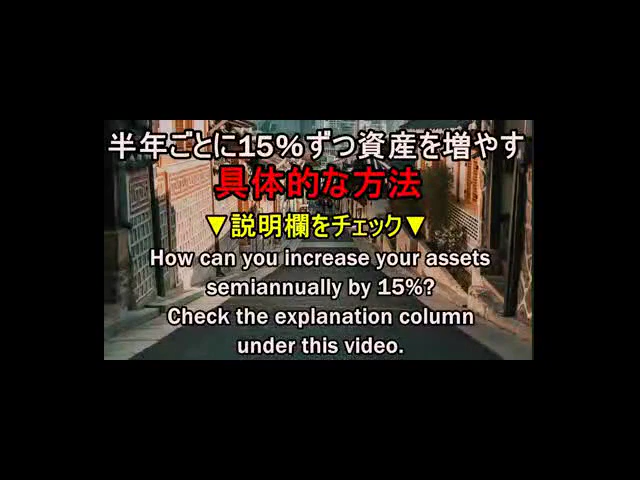 半年ごとに15%ずつ資産を増やす
具体的な方法
▼説明欄をチェック▼
How can you increase your assets
semiannually by 15%?
Check the explanation column
under this video.